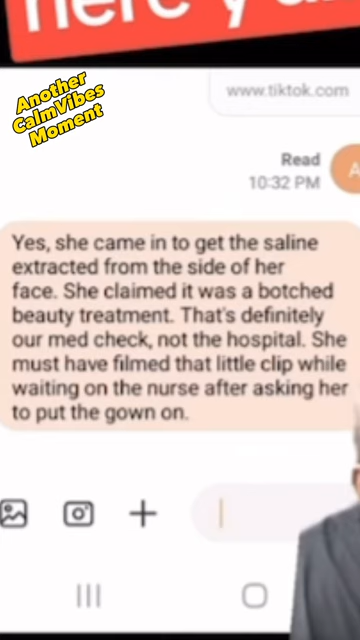 Another
CalmVibes
Moment
www.tiktok.com
Read
10:32 PM
A
Yes, she came in to get the saline
extracted from the side of her
face. She claimed it was a botched
beauty treatment. That's definitely
our med check, not the hospital. She
must have filmed that little clip while
waiting on the nurse after asking her
to put the gown on.